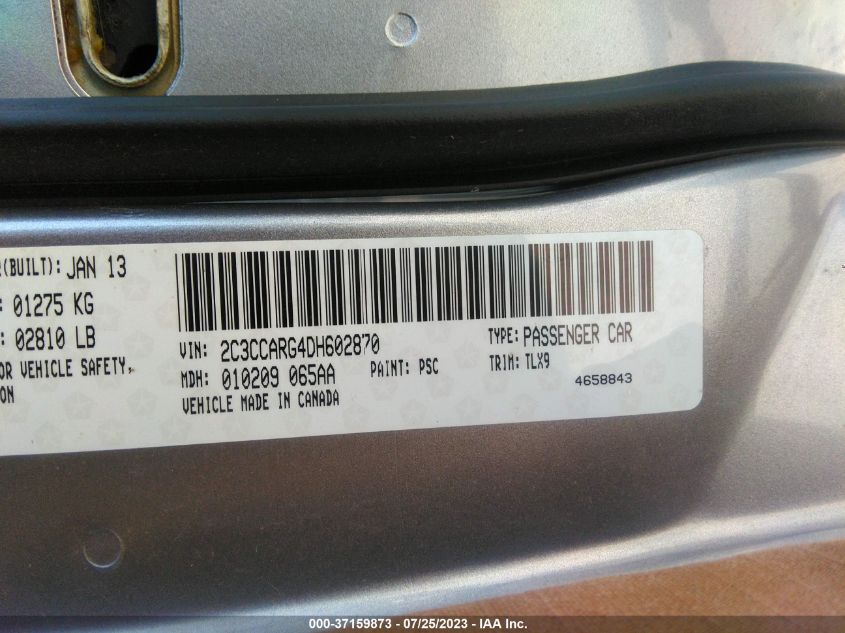 R(BUILT): JAN 13
: 01275 KG
: 02810 LB
OR VEHICLE SAFETY,
ON
VIN: 2C3CCARG4DH602870
TYPE: PASSENGER CAR
MDH: 010209 065AA
PAINT: PSC
TRIM: TLX9
VEHICLE MADE IN CANADA
4658843
000-37159873 - 07/25/2023 - IAA Inc.